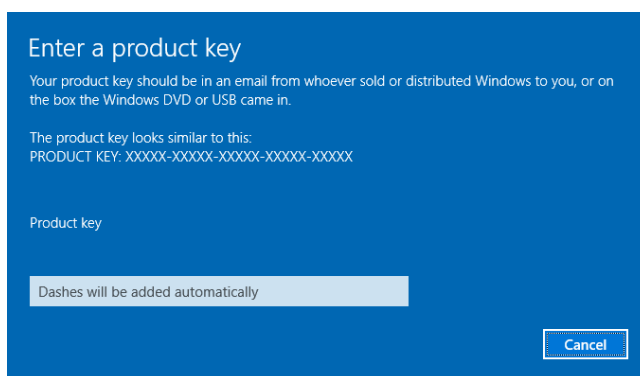 Enter a product key
Your product key should be in an email from whoever sold or distributed Windows to you, or on
the box the Windows DVD or USB came in.
The product key looks similar to this:
PRODUCT KEY: XXXXX-XXXXX-XXXXX-XXXXX-XXXXX
Product key
Dashes will be added automatically
Cancel